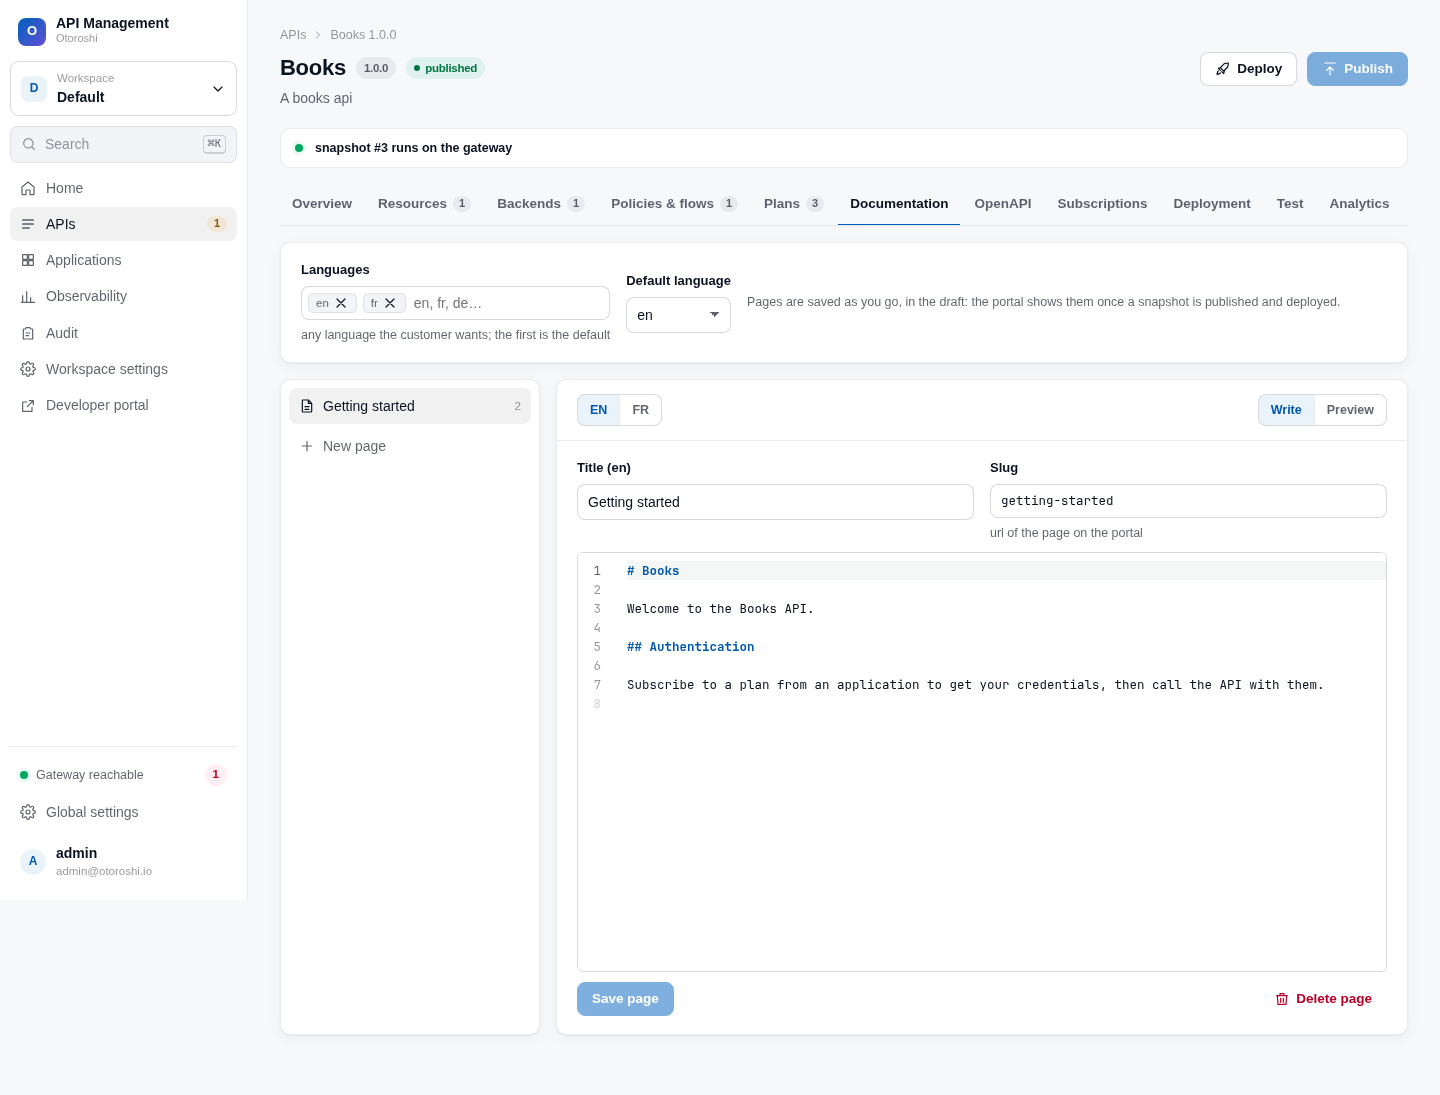 O
API Management
Otoroshi
D
Workspace
Default
Search
⌘K
Home
APIs 1
Applications
Observability
Audit
Workspace settings
Developer portal
Gateway reachable 1
Global settings
A
admin
admin@otoroshi.io
APIs Books 1.0.0
Books 1.0.0 published
A books api
Deploy Publish
snapshot #3 runs on the gateway
Overview Resources 1 Backends 1 Policies & flows 1 Plans 3 Documentation OpenAPI Subscriptions Deployment Test Analytics
Languages
en fr en, fr, de…
any language the customer wants; the first is the default
Default language
en
Pages are saved as you go, in the draft: the portal shows them once a snapshot is published and deployed.
Getting started 2
New page
EN FR
Write Preview
Title (en)
Getting started
Slug
getting-started
url of the page on the portal
1 # Books
2
3 Welcome to the Books API.
4
5 ## Authentication
6
7 Subscribe to a plan from an application to get your credentials, then call the API with them.
8
Save page
Delete page